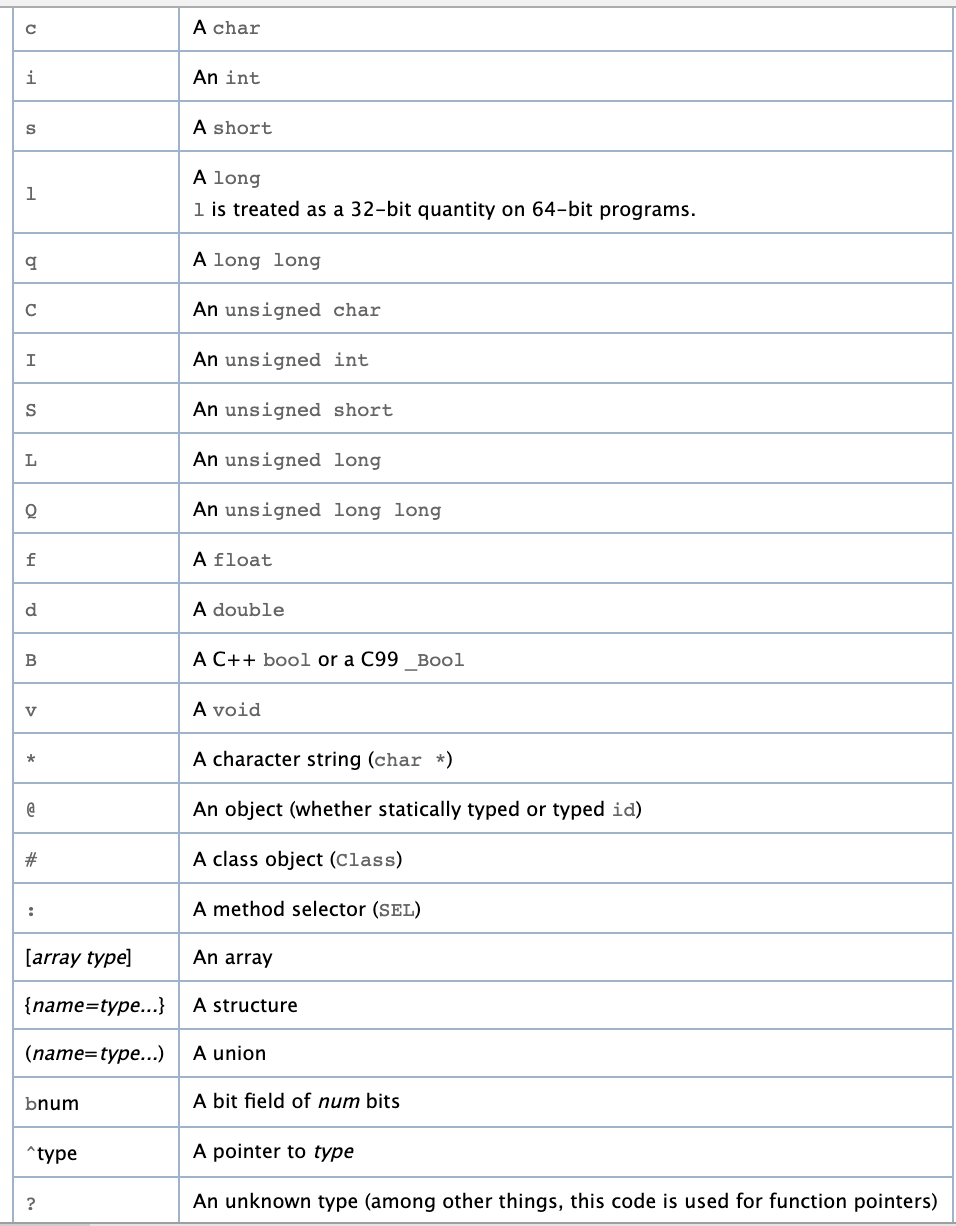 c A char
i An int
s A short
l A long
l is treated as a 32-bit quantity on 64-bit programs.
q A long long
C An unsigned char
I An unsigned int
S An unsigned short
L An unsigned long
Q An unsigned long long
f A float
d A double
B A C++ bool or a C99 _Bool
v A void
* A character string (char *)
@ An object (whether statically typed or typed id)
# A class object (Class)
: A method selector (SEL)
[array type] An array
{name=type...} A structure
(name=type...) A union
bnum A bit field of num bits
^type A pointer to type
? An unknown type (among other things, this code is used for function pointers)